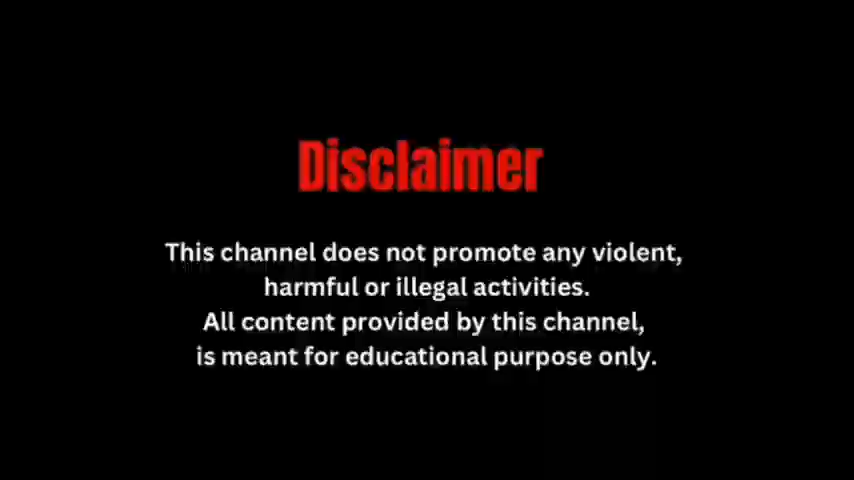 Disclaimer
This channel does not promote any violent,
harmful or illegal activities.
All content provided by this channel,
is meant for educational purpose only.